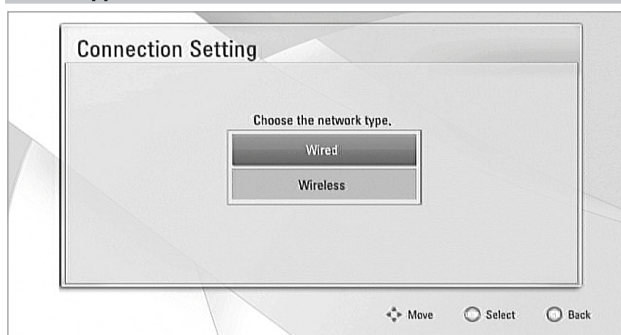 Connection Setting
Choose the network type.
Wired
Wireless
Move Select Back